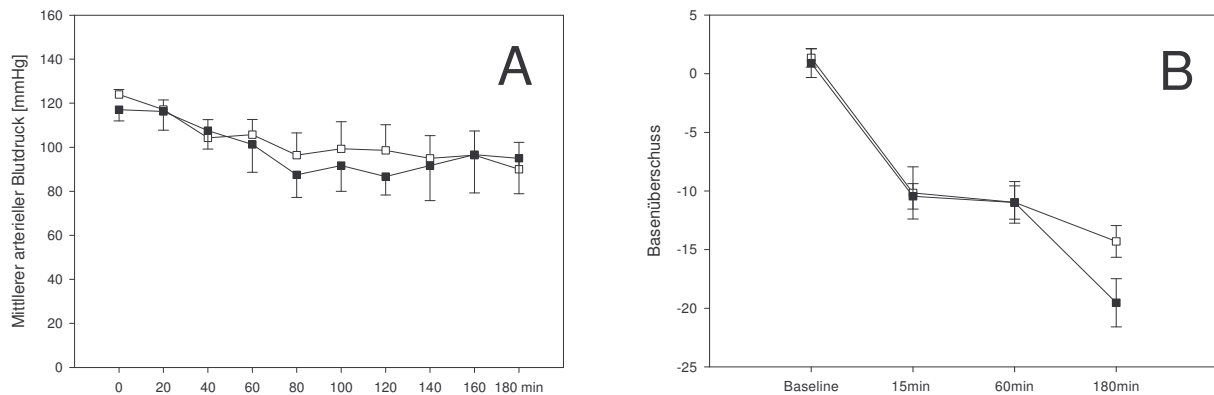 A
Mittlerer arterieller Blutdruck [mmHg]
160
140
120
100
80
60
40
20
0
0 20 40 60 80 100 120 140 160 180 min
B
Basenüberschuss
5
0
-5
-10
-15
-20
-25
Baseline 15min 60min 180min